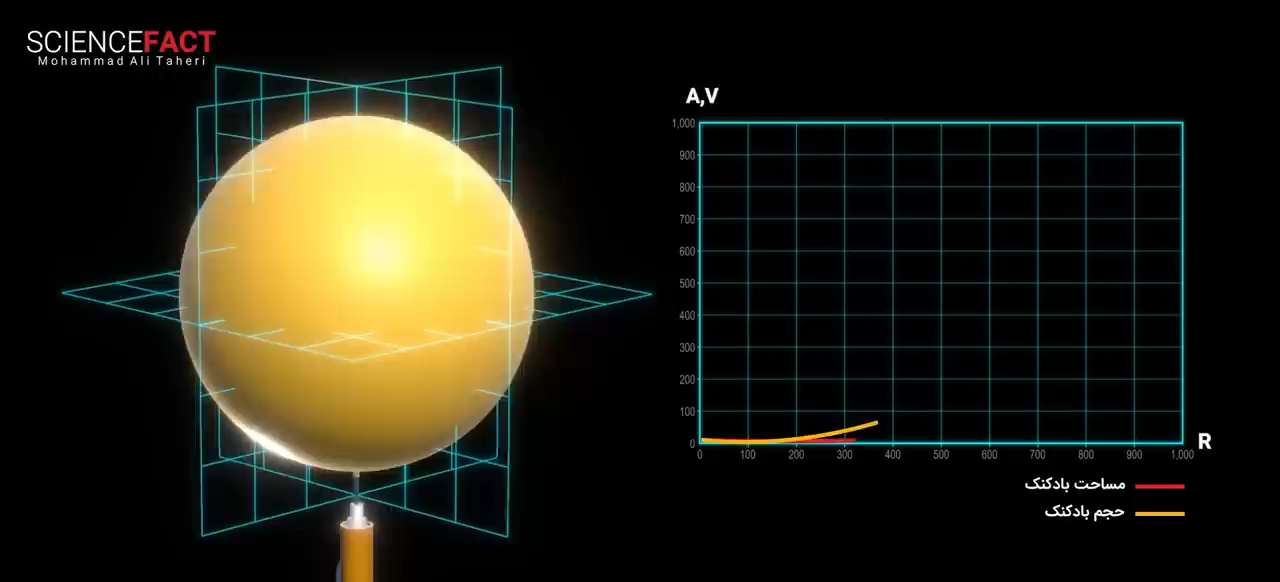 SCIENCEFACT
Mohammad Ali Taheri
A,V
1,000
900
800
700
600
500
400
300
200
100
0
0 100 200 300 400 500 600 700 800 900 1,000
R
مساحت بادکنک
حجم بادکنک